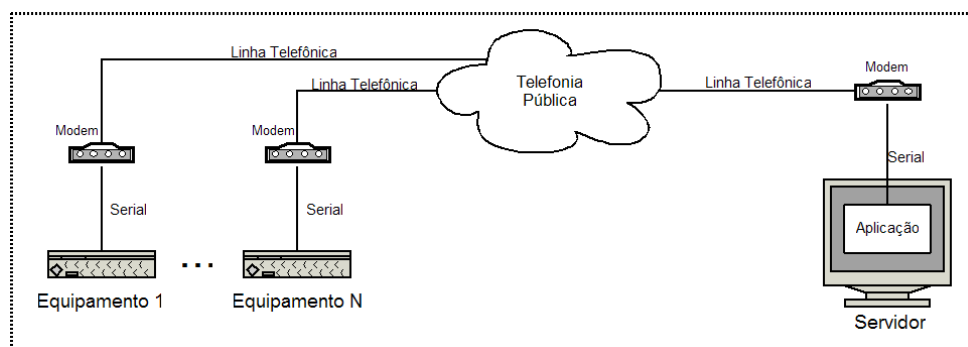 Linha Telefônica
Linha Telefônica
Telefonia
Pública
Linha Telefônica
Modem
Modem
Modem
Serial
Serial
Serial
Aplicação
...
Equipamento 1
Equipamento N
Servidor